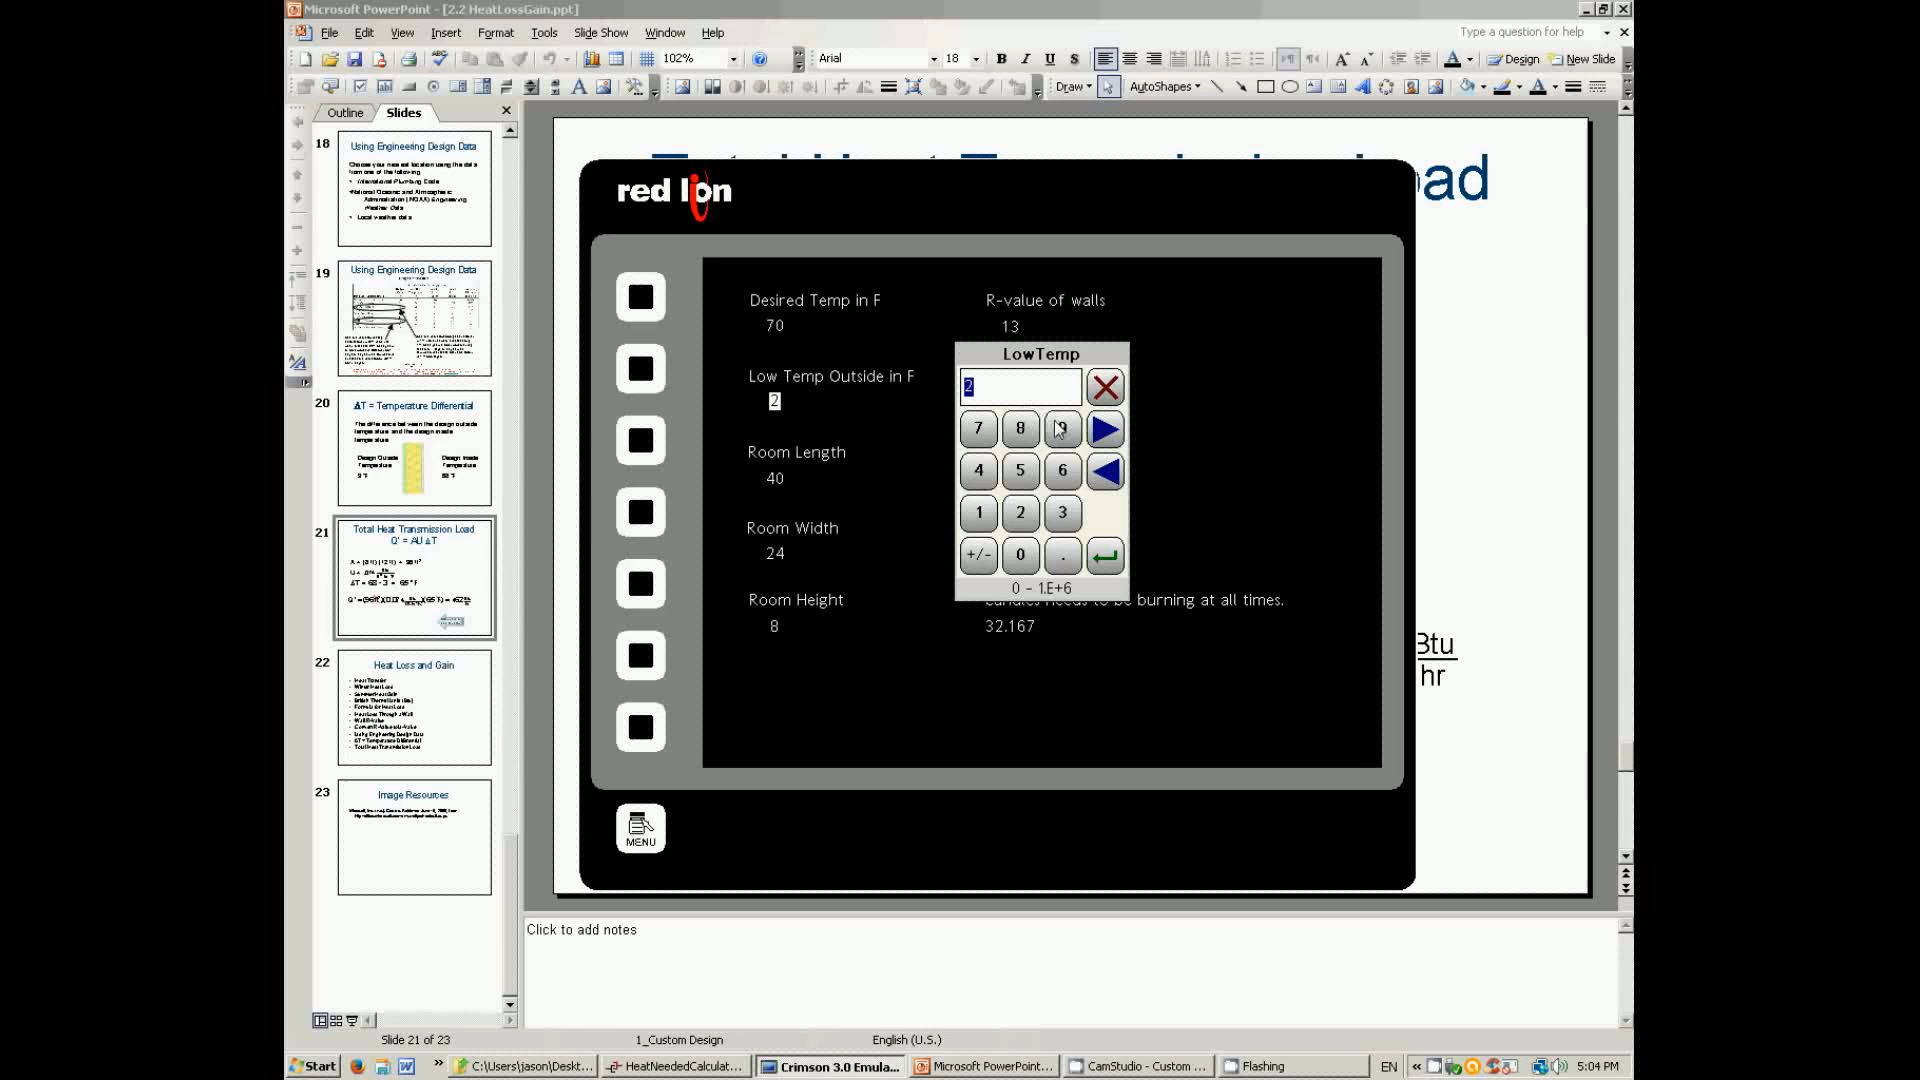 Microsoft PowerPoint - [2.2 HeatLossGain.ppt]
File Edit View Insert Format Tools Slide Show Window Help
Type a question for help
102% Arial 18 B I U S A Design New Slide
Draw AutoShapes
Outline Slides
18
Using Engineering Design Data
19
Using Engineering Design Data
20
ΔT = Temperature Differential
21
Total Heat Transmission Load
Q' = AU ΔT
22
Heat Loss and Gain
23
Image Resources
oad
red lion
Desired Temp in F
70
R-value of walls
13
Low Temp Outside in F
2
Room Length
40
Room Width
24
Room Height
8
LowTemp
2
7 8 9
4 5 6
1 2 3
+/- 0 .
0 - 1.E+6
to be burning at all times.
32.167
MENU
Btu
hr
Click to add notes
Slide 21 of 23 1_Custom Design English (U.S.)
Start C:\Users\jason\Deskt... HeatNeededCalculat... Crimson 3.0 Emula... Microsoft PowerPoint... CamStudio - Custom ... Flashing EN 5:04 PM